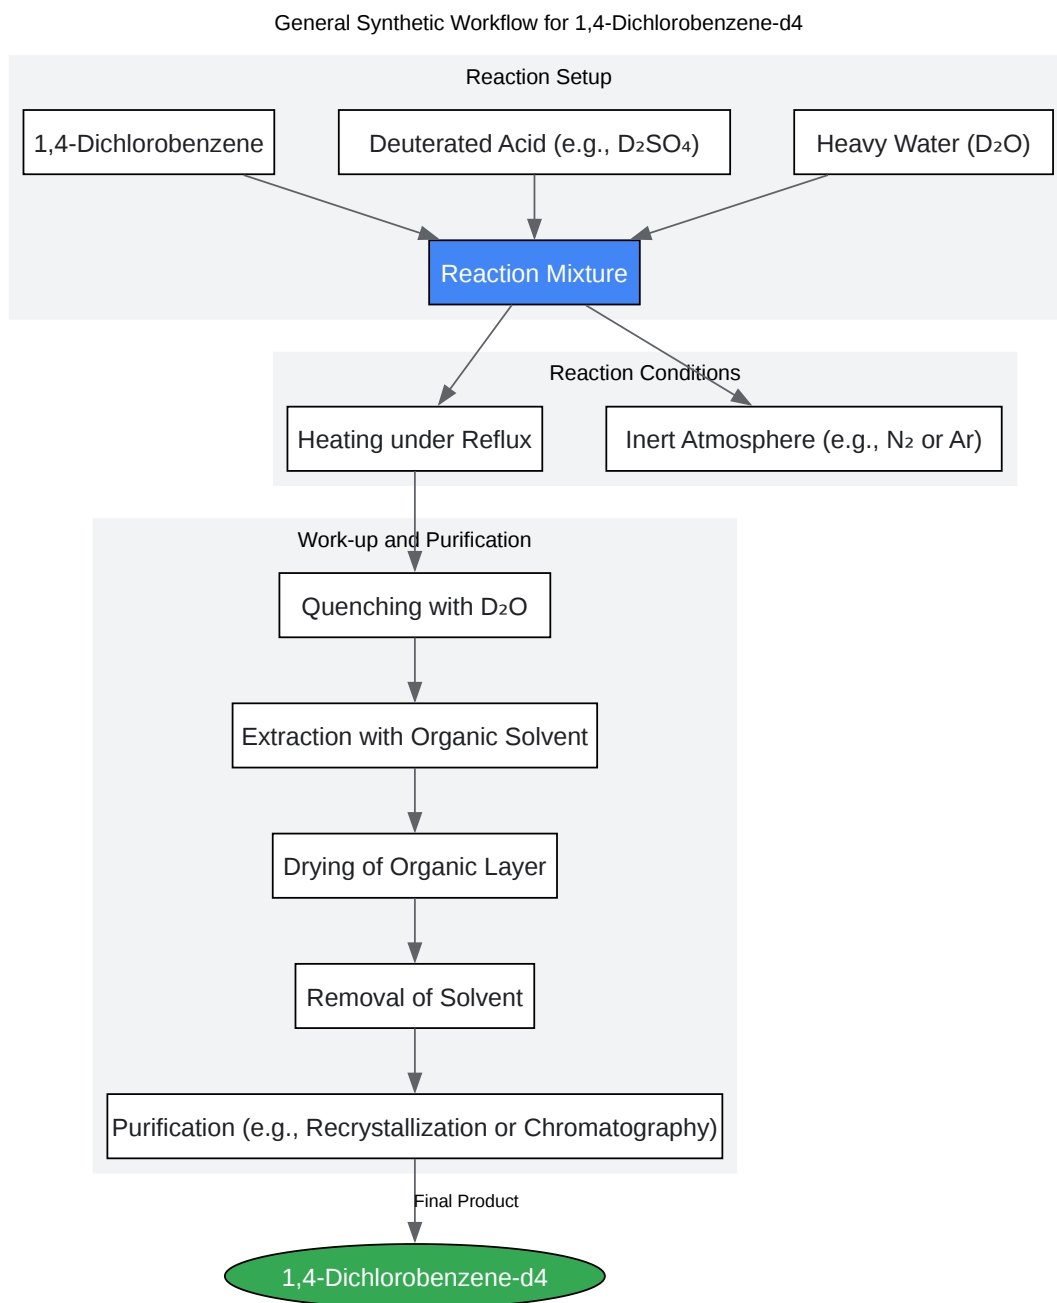 General Synthetic Workflow for 1,4-Dichlorobenzene-d4
Reaction Setup
1,4-Dichlorobenzene
Deuterated Acid (e.g., D₂SO₄)
Heavy Water (D₂O)
Reaction Mixture
Reaction Conditions
Heating under Reflux
Inert Atmosphere (e.g., N₂ or Ar)
Work-up and Purification
Quenching with D₂O
Extraction with Organic Solvent
Drying of Organic Layer
Removal of Solvent
Purification (e.g., Recrystallization or Chromatography)
Final Product
1,4-Dichlorobenzene-d4